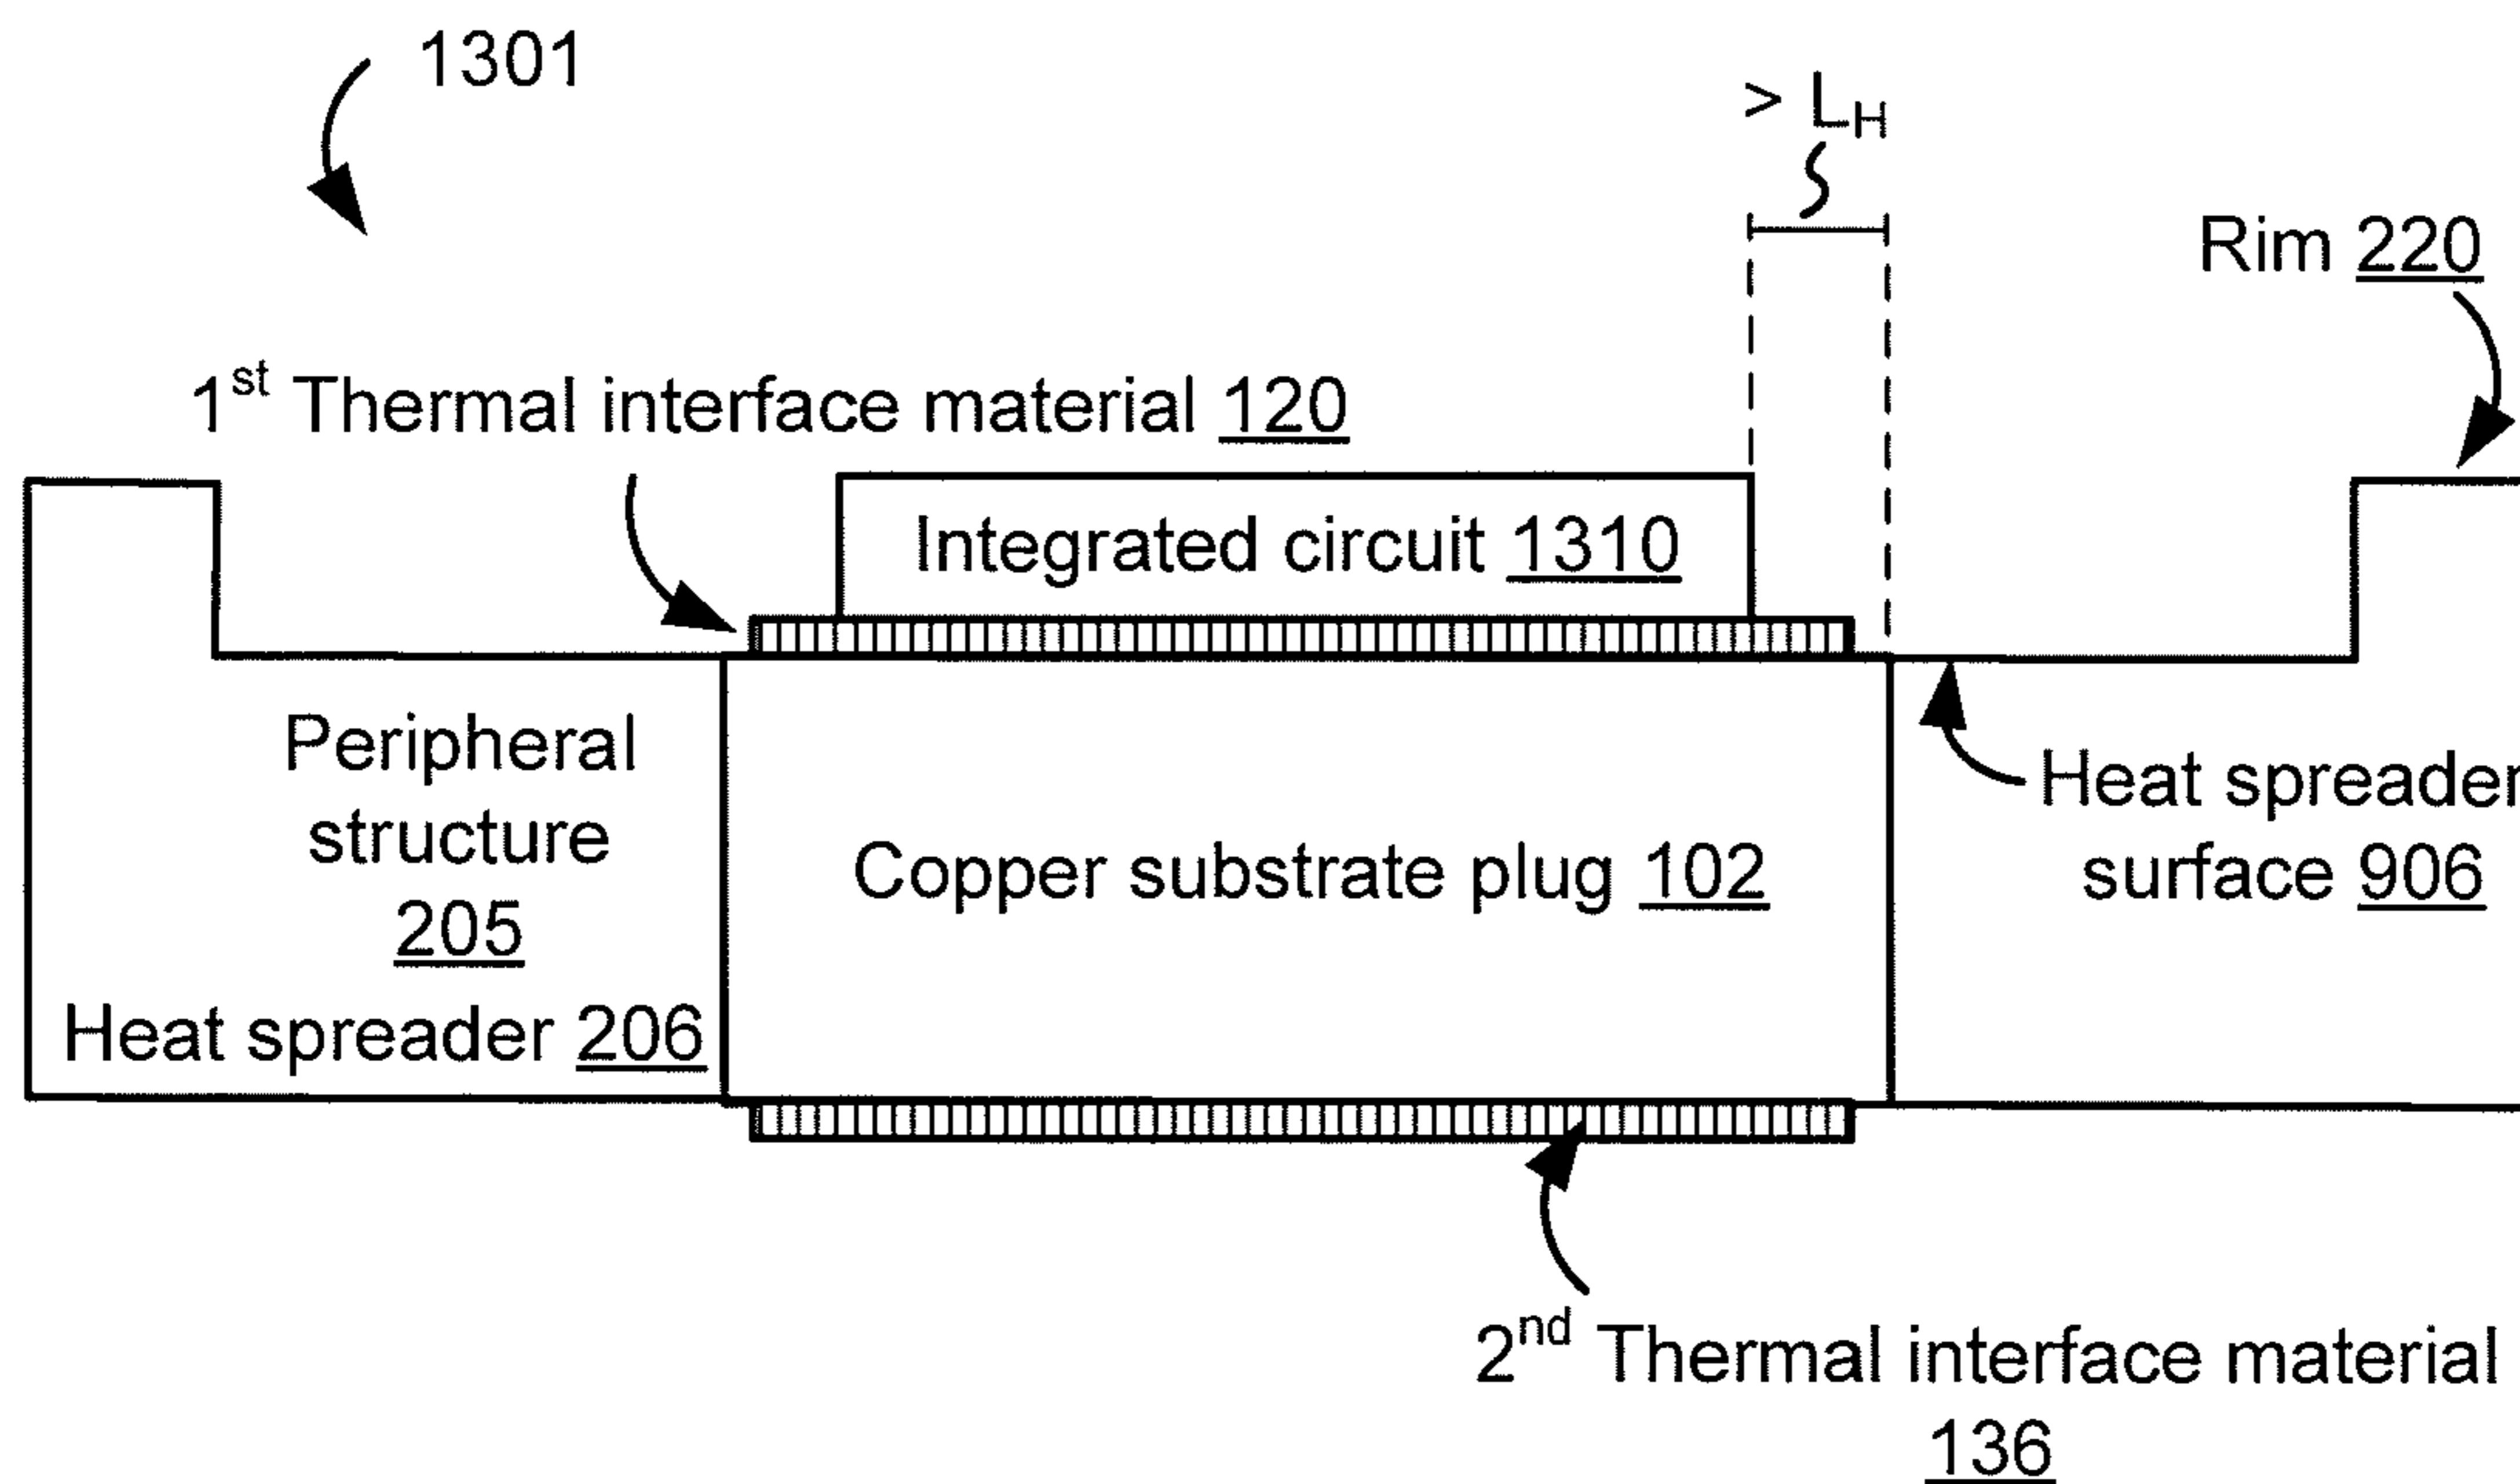 1301
> LH
Rim 220
1st Thermal interface material 120
Integrated circuit 1310
Peripheral
structure
205
Heat spreader 206
Copper substrate plug 102
Heat spreader
surface 906
2nd Thermal interface material
136